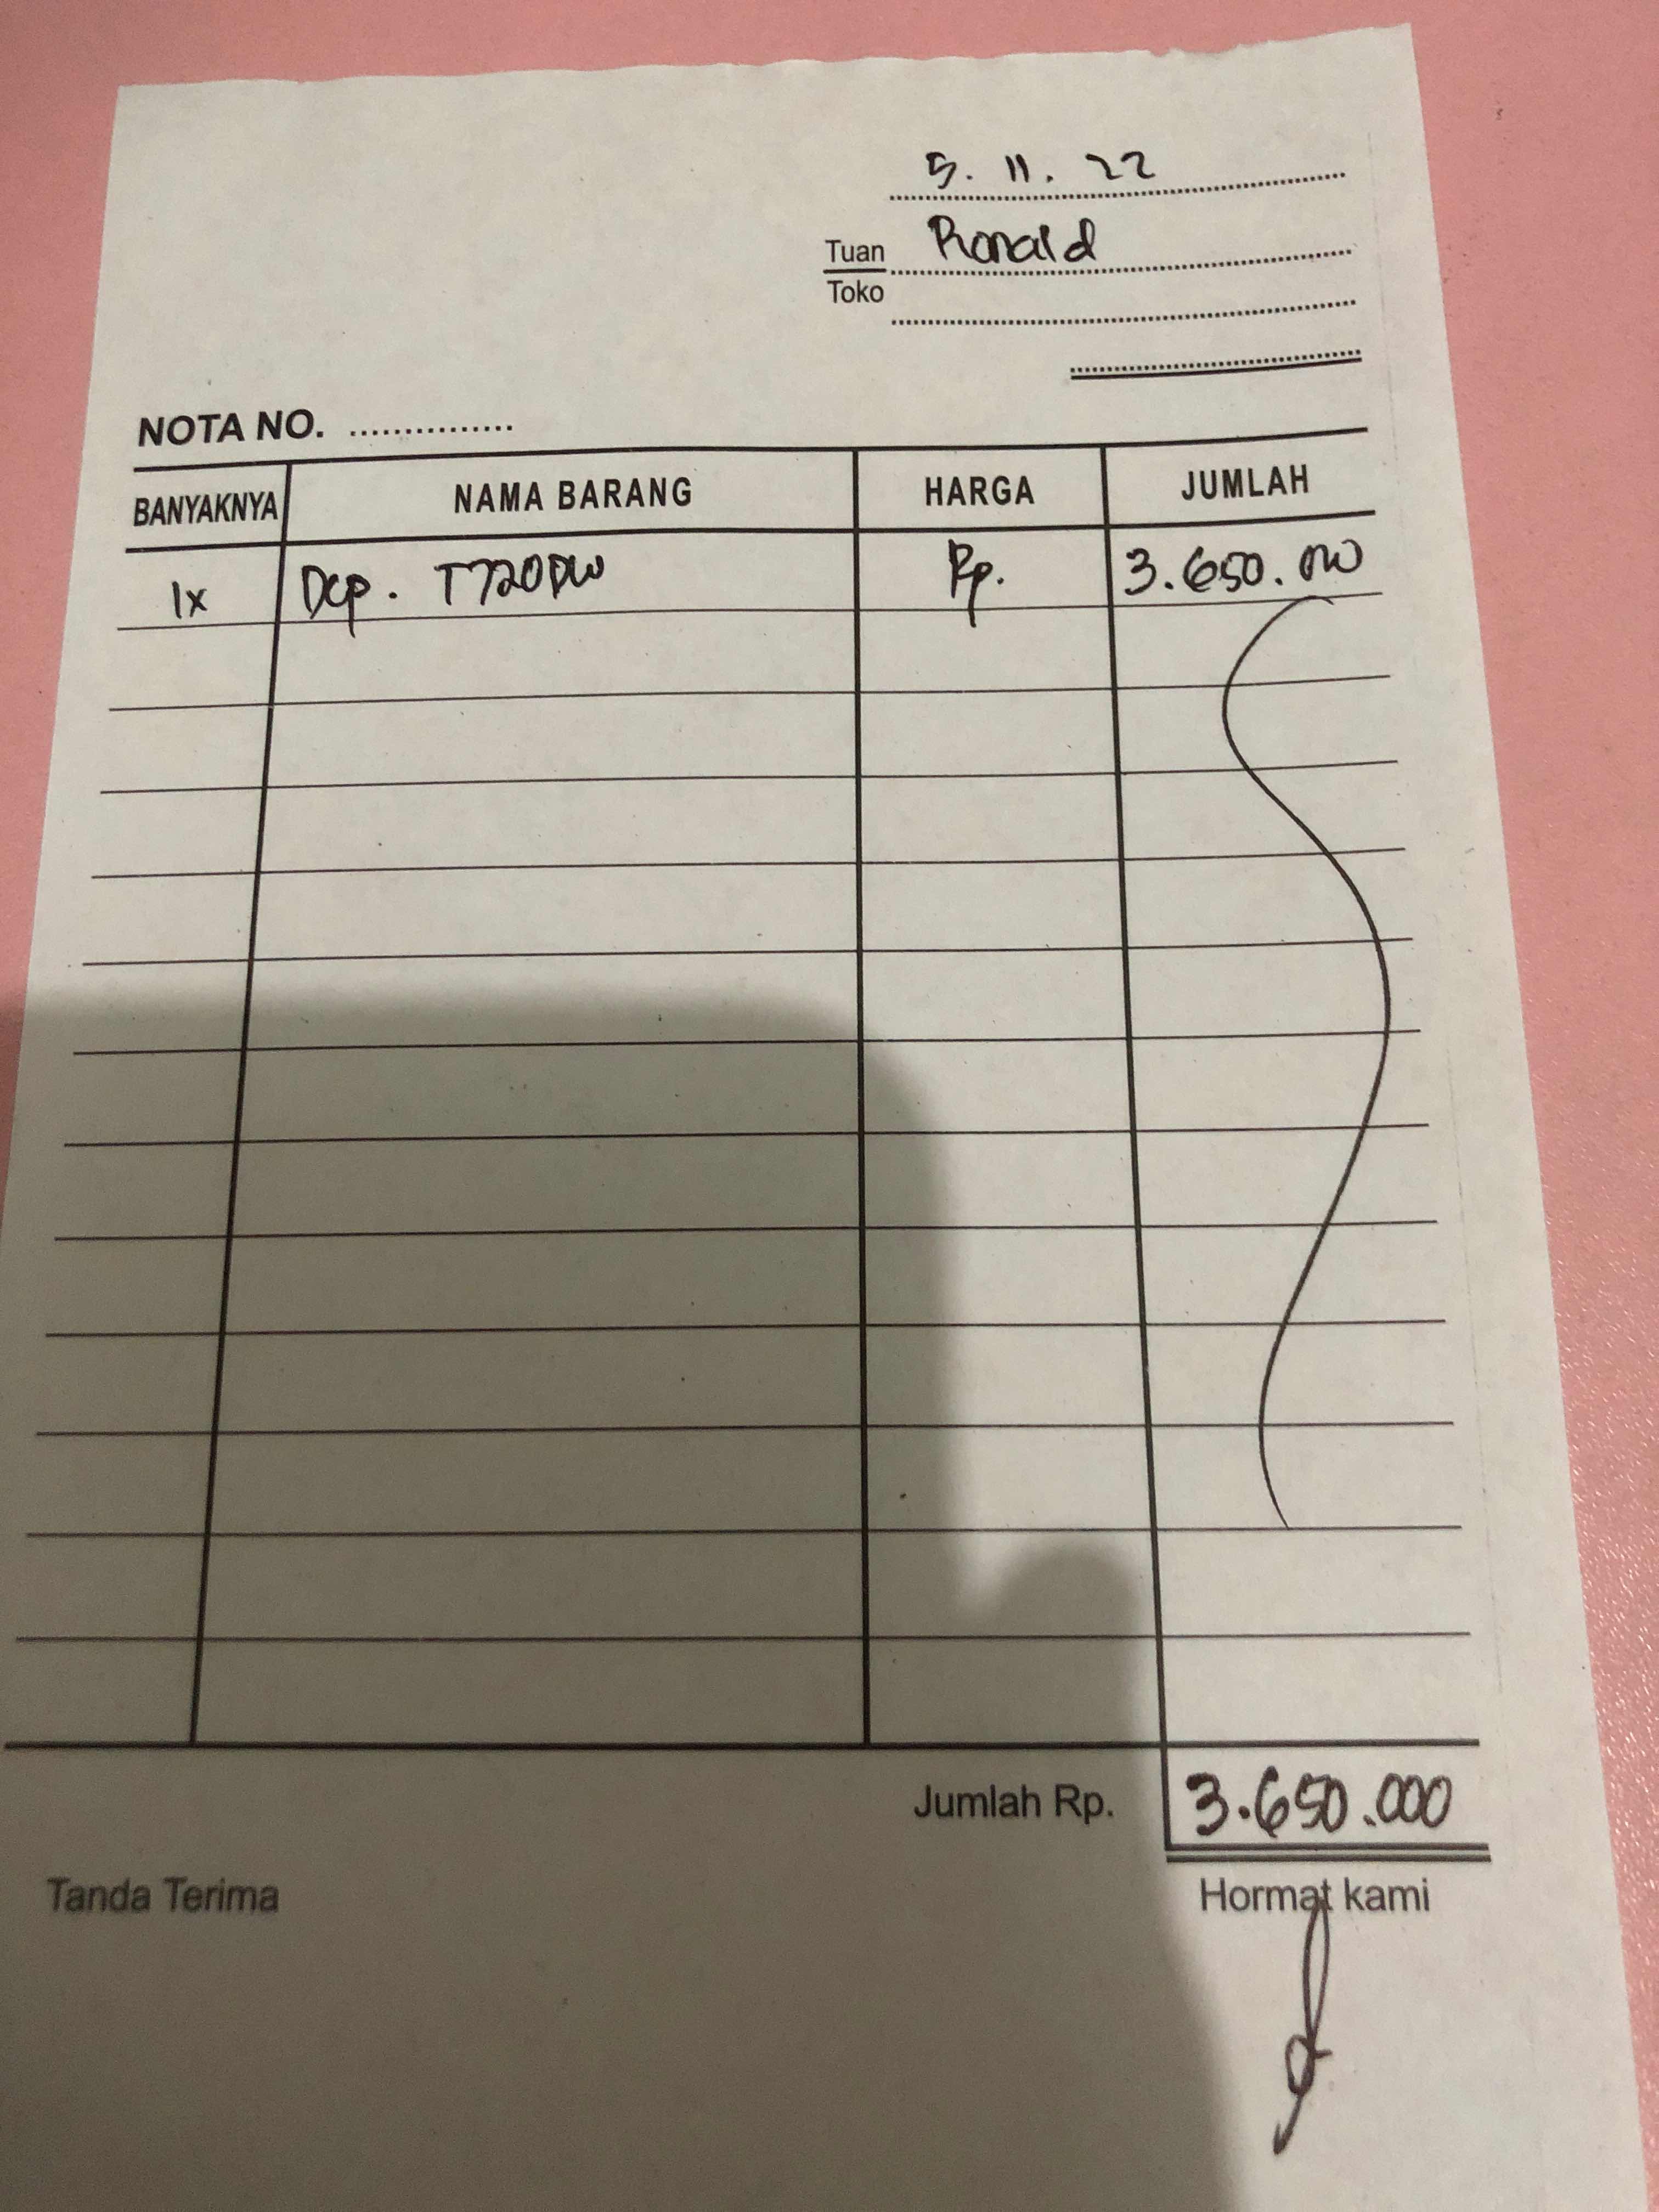 5. 11. 22
Tuan Ronald
Toko
NOTA NO. ...............
BANYAKNYA NAMA BARANG HARGA JUMLAH
1x Dcp. T720DW Rp. 3.650.000
Jumlah Rp. 3.650.000
Tanda Terima Hormat kami